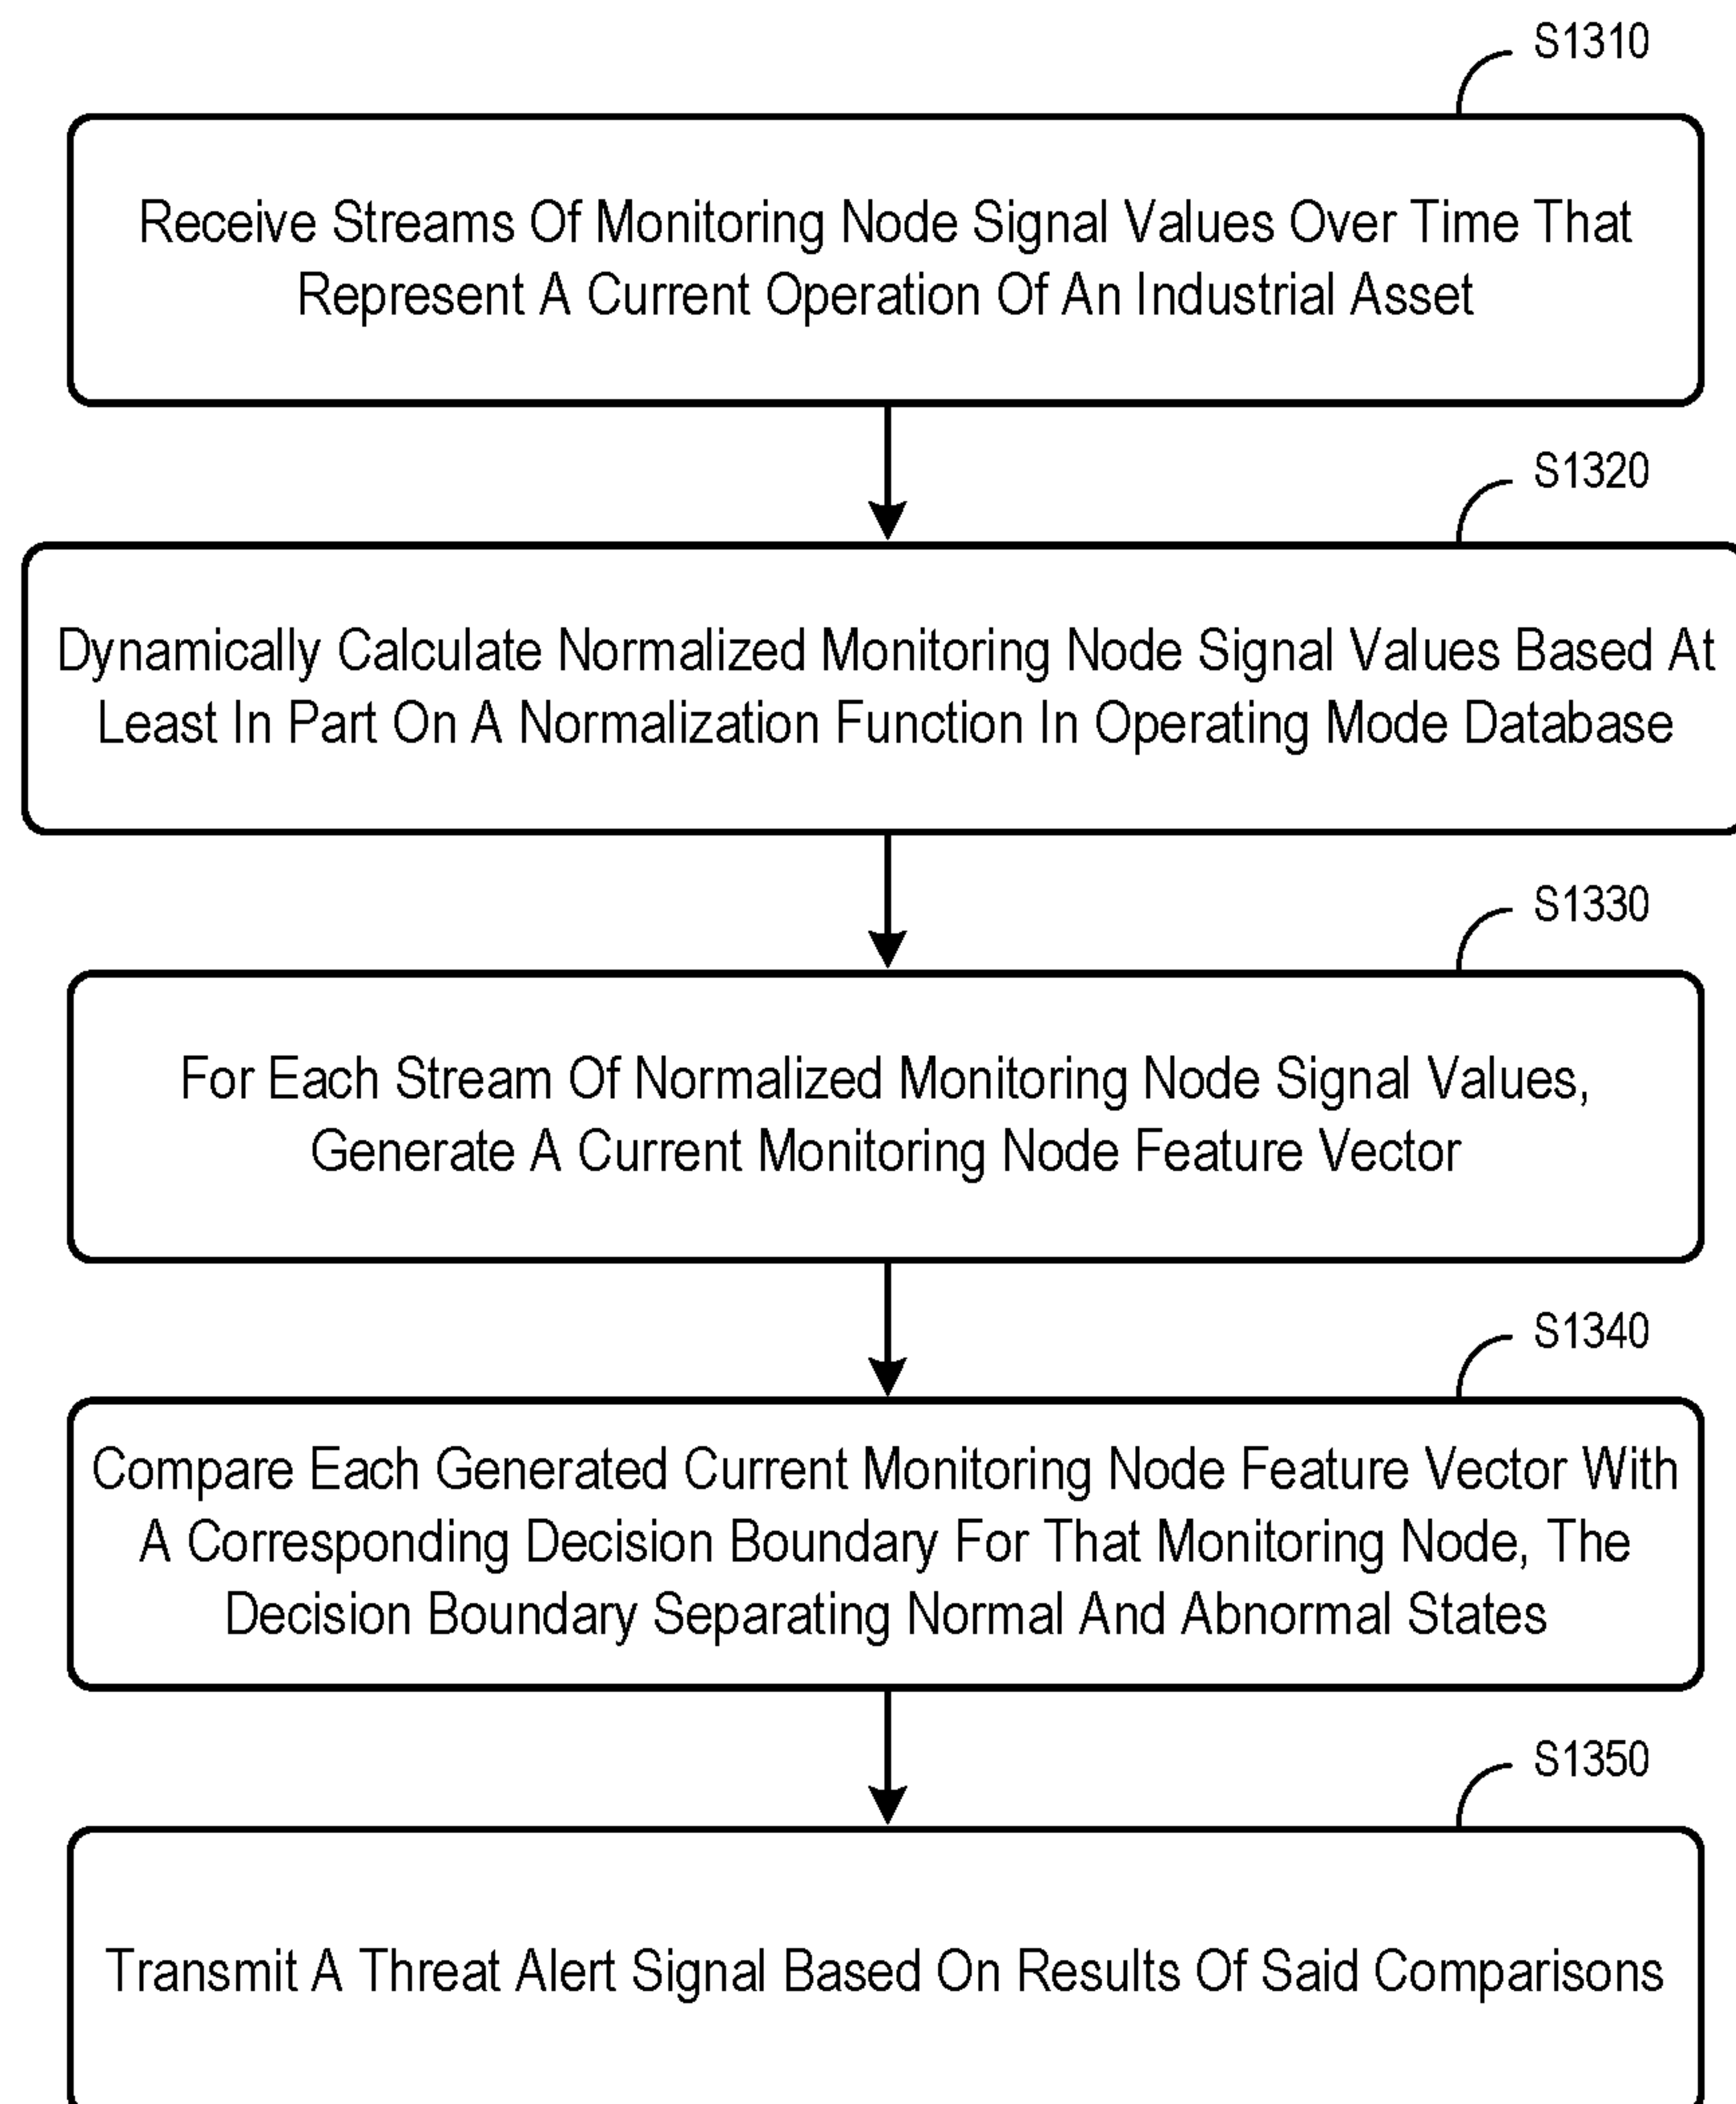 S1310
Receive Streams Of Monitoring Node Signal Values Over Time That
Represent A Current Operation Of An Industrial Asset
S1320
Dynamically Calculate Normalized Monitoring Node Signal Values Based At
Least In Part On A Normalization Function In Operating Mode Database
S1330
For Each Stream Of Normalized Monitoring Node Signal Values,
Generate A Current Monitoring Node Feature Vector
S1340
Compare Each Generated Current Monitoring Node Feature Vector With
A Corresponding Decision Boundary For That Monitoring Node, The
Decision Boundary Separating Normal And Abnormal States
S1350
Transmit A Threat Alert Signal Based On Results Of Said Comparisons